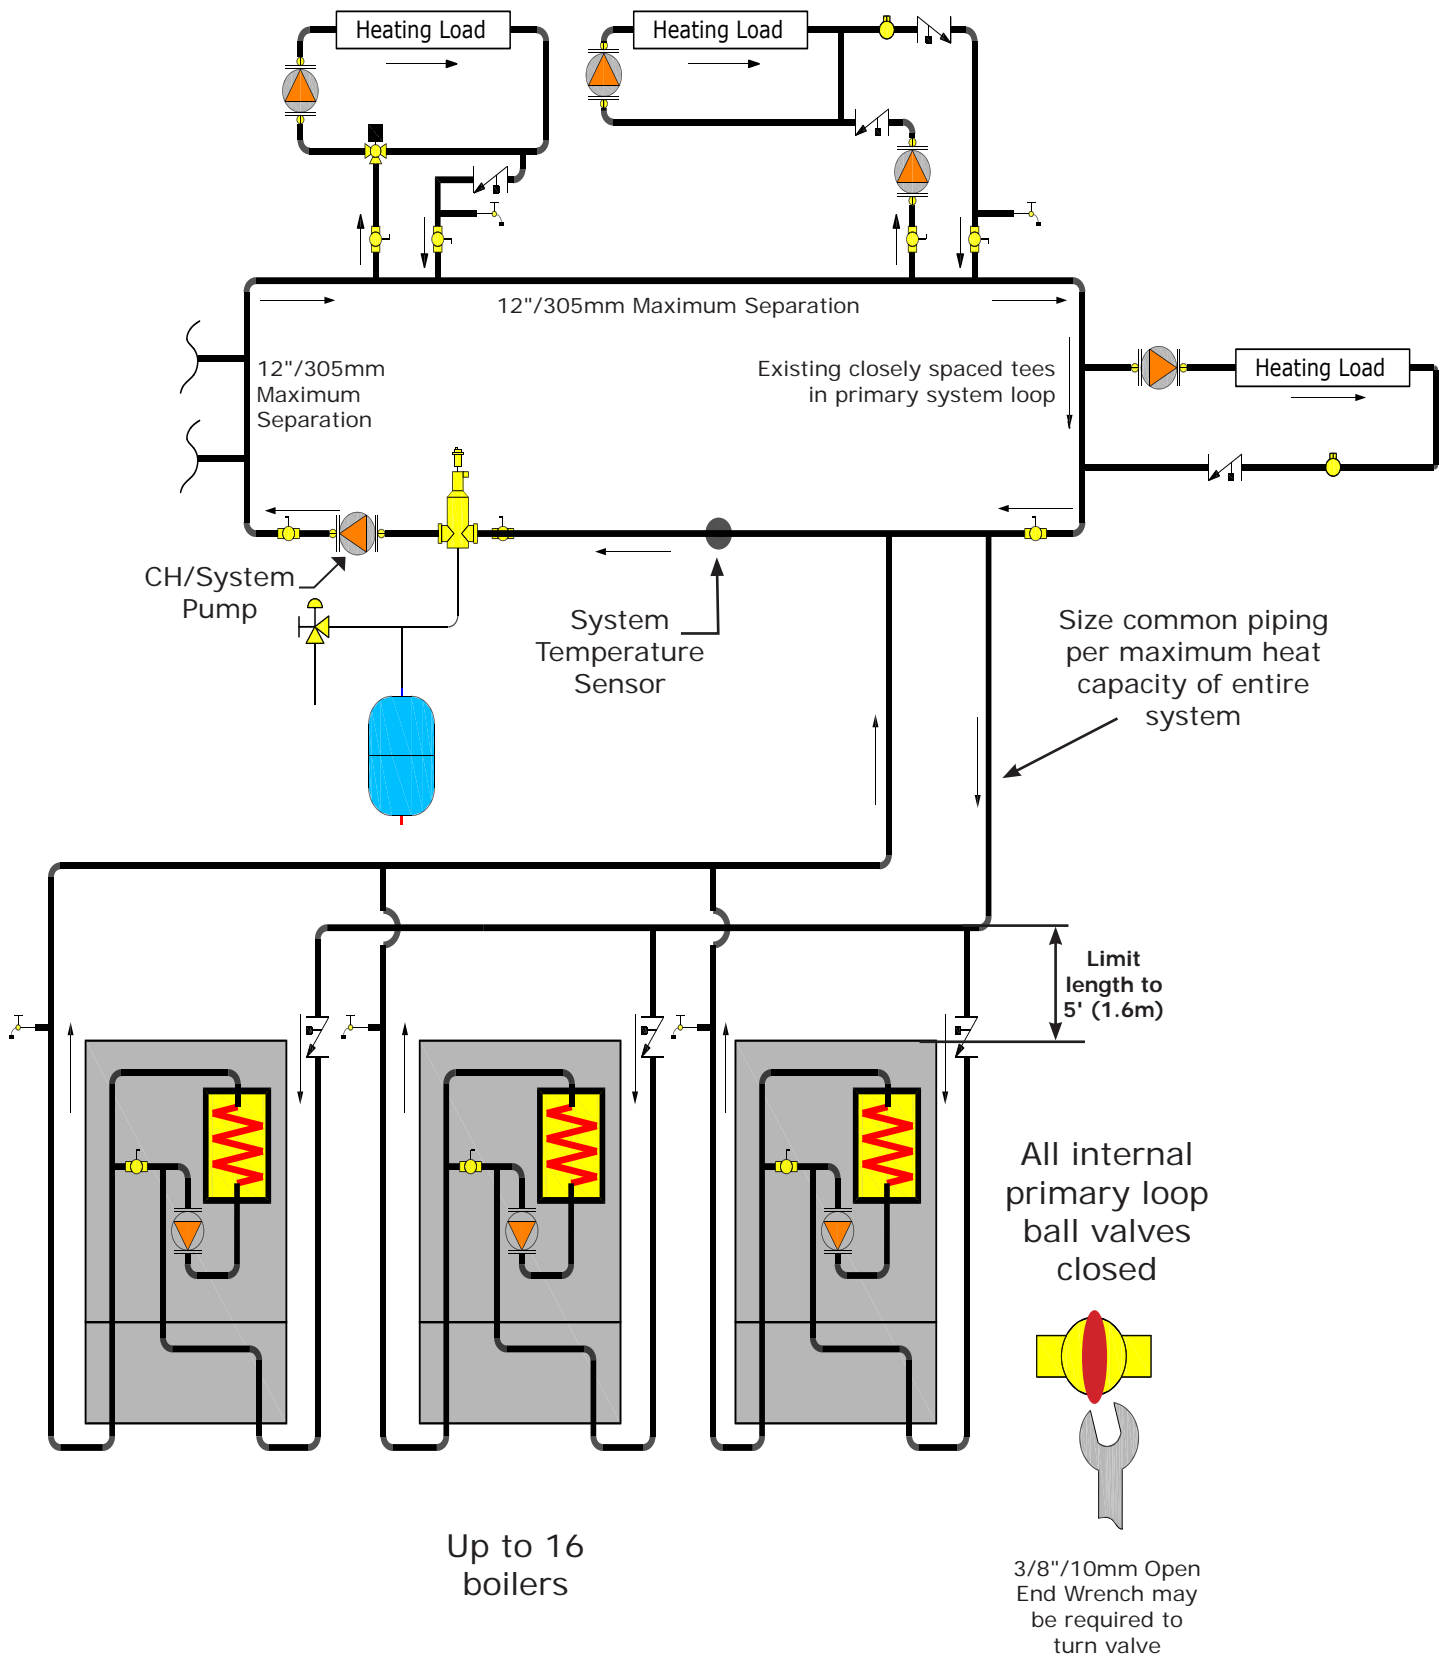 Heating Load
Heating Load
12"/305mm Maximum Separation
12"/305mm
Maximum
Separation
Existing closely spaced tees
in primary system loop
Heating Load
CH/System
Pump
System
Temperature
Sensor
Size common piping
per maximum heat
capacity of entire
system
Limit
length to
5' (1.6m)
All internal
primary loop
ball valves
closed
Up to 16
boilers
3/8"/10mm Open
End Wrench may
be required to
turn valve